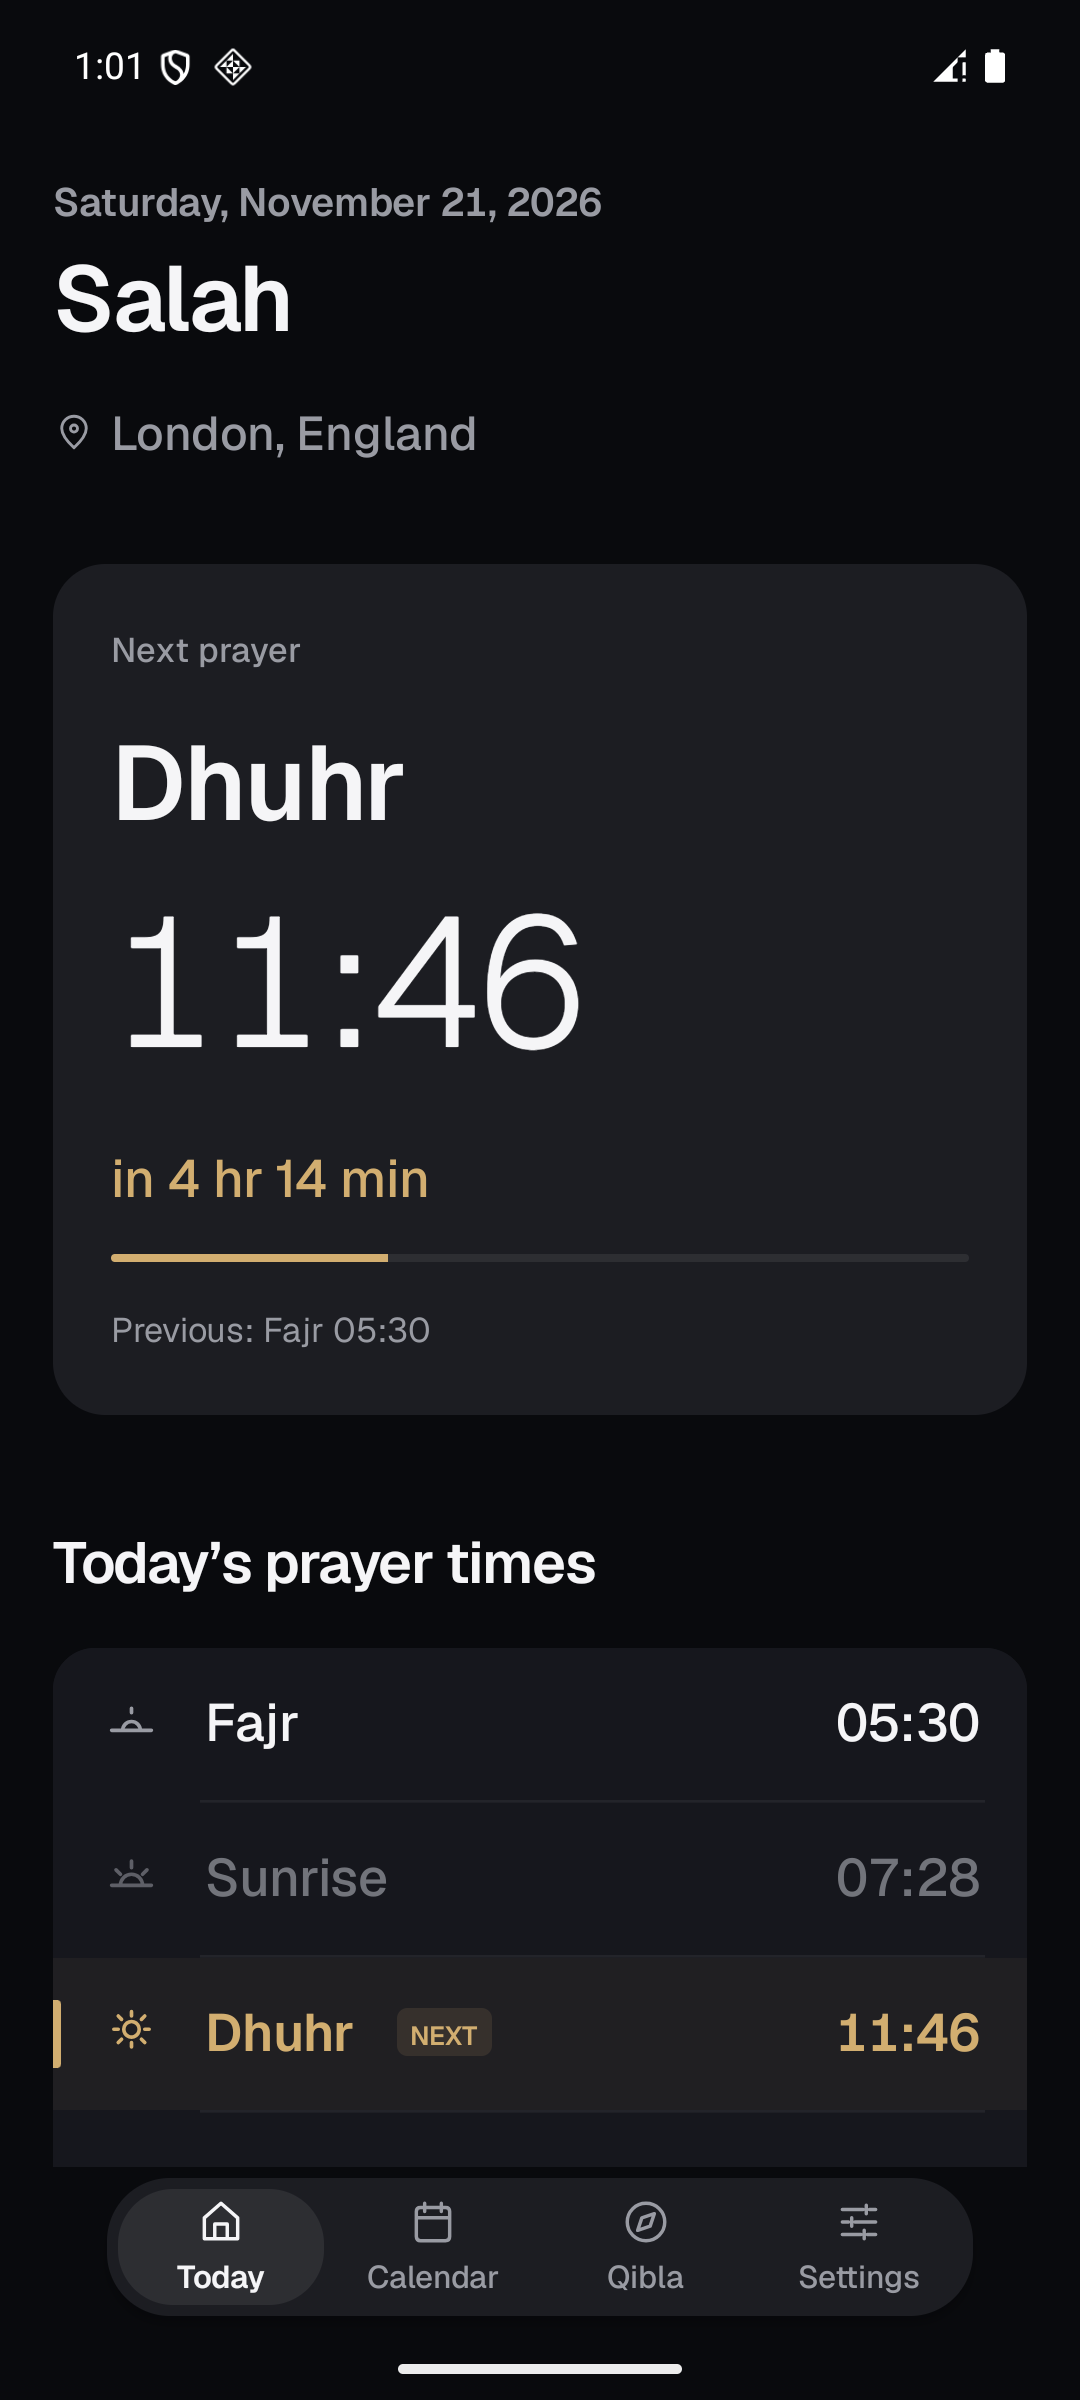 1:01
Saturday, November 21, 2026
Salah
London, England
Next prayer
Dhuhr
11:46
in 4 hr 14 min
Previous: Fajr 05:30
Today’s prayer times
Fajr 05:30
Sunrise 07:28
Dhuhr NEXT 11:46
Today Calendar Qibla Settings